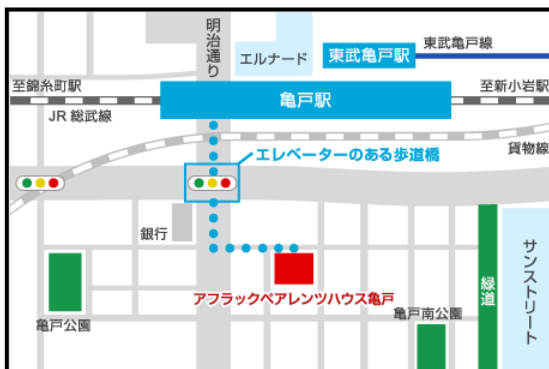 明治通り
エルナード
東武亀戸駅
東武亀戸線
至錦糸町駅
亀戸駅
至新小岩駅
JR 総武線
エレベーターのある歩道橋
貨物線
銀行
アフラックペアレンツハウス亀戸
緑道
サンストリート
亀戸公園
亀戸南公園